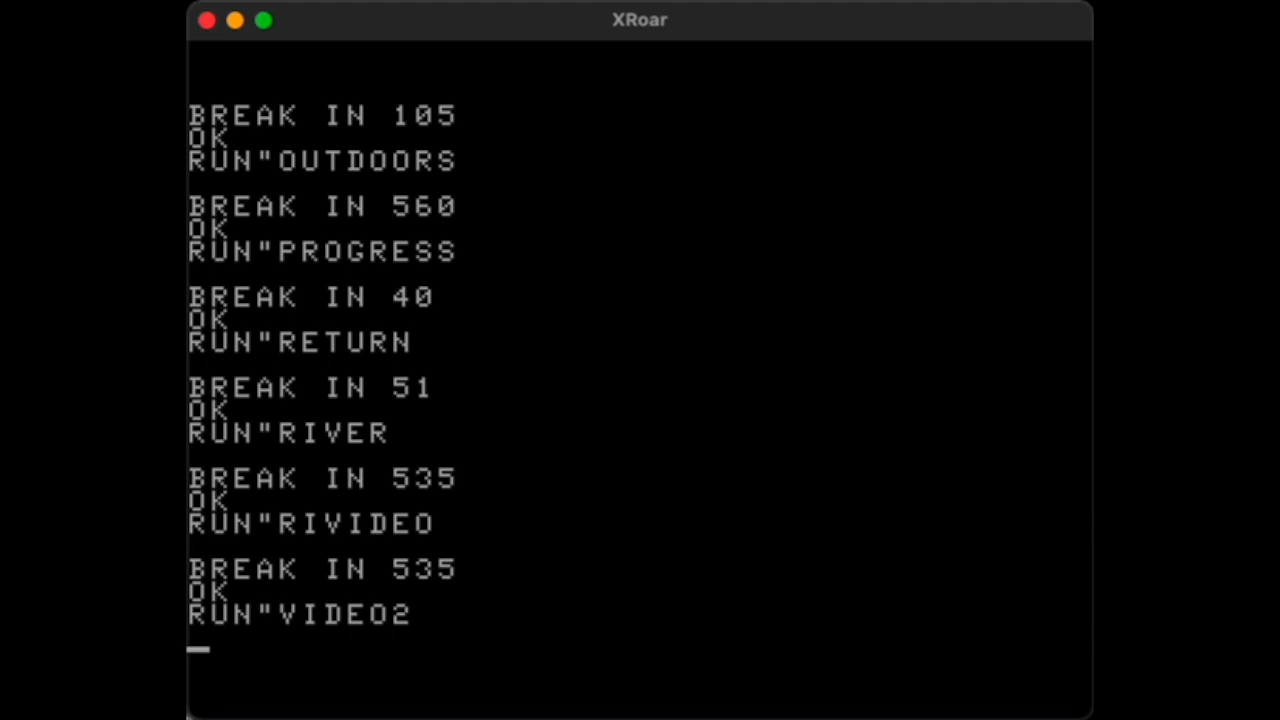 XRoar
BREAK IN 105
OK
RUN"OUTDOORS
BREAK IN 560
OK
RUN"PROGRESS
BREAK IN 40
OK
RUN"RETURN
BREAK IN 51
OK
RUN"RIVER
BREAK IN 535
OK
RUN"RIVIDEO
BREAK IN 535
OK
RUN"VIDEO2